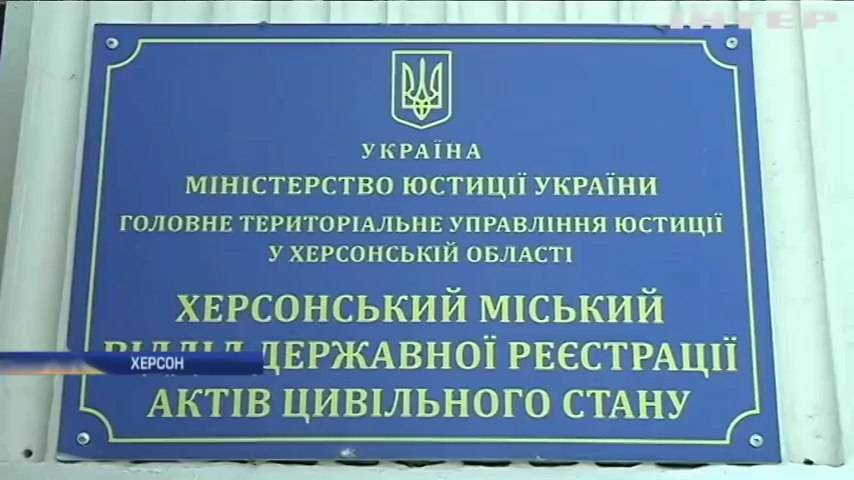 ІНТЕР
УКРАЇНА
МІНІСТЕРСТВО ЮСТИЦІЇ УКРАЇНИ
ГОЛОВНЕ ТЕРИТОРІАЛЬНЕ УПРАВЛІННЯ ЮСТИЦІЇ
У ХЕРСОНСЬКІЙ ОБЛАСТІ
ХЕРСОНСЬКИЙ МІСЬКИЙ
ВІДДІЛ ДЕРЖАВНОЇ РЕЄСТРАЦІЇ
ХЕРСОН
АКТІВ ЦИВІЛЬНОГО СТАНУ